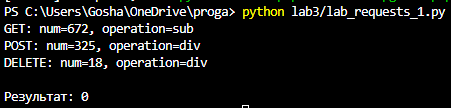 PS C:\Users\Gosha\OneDrive\proga> python lab3/lab_requests_1.py
GET: num=672, operation=sub
POST: num=325, operation=div
DELETE: num=18, operation=div
Результат: 0